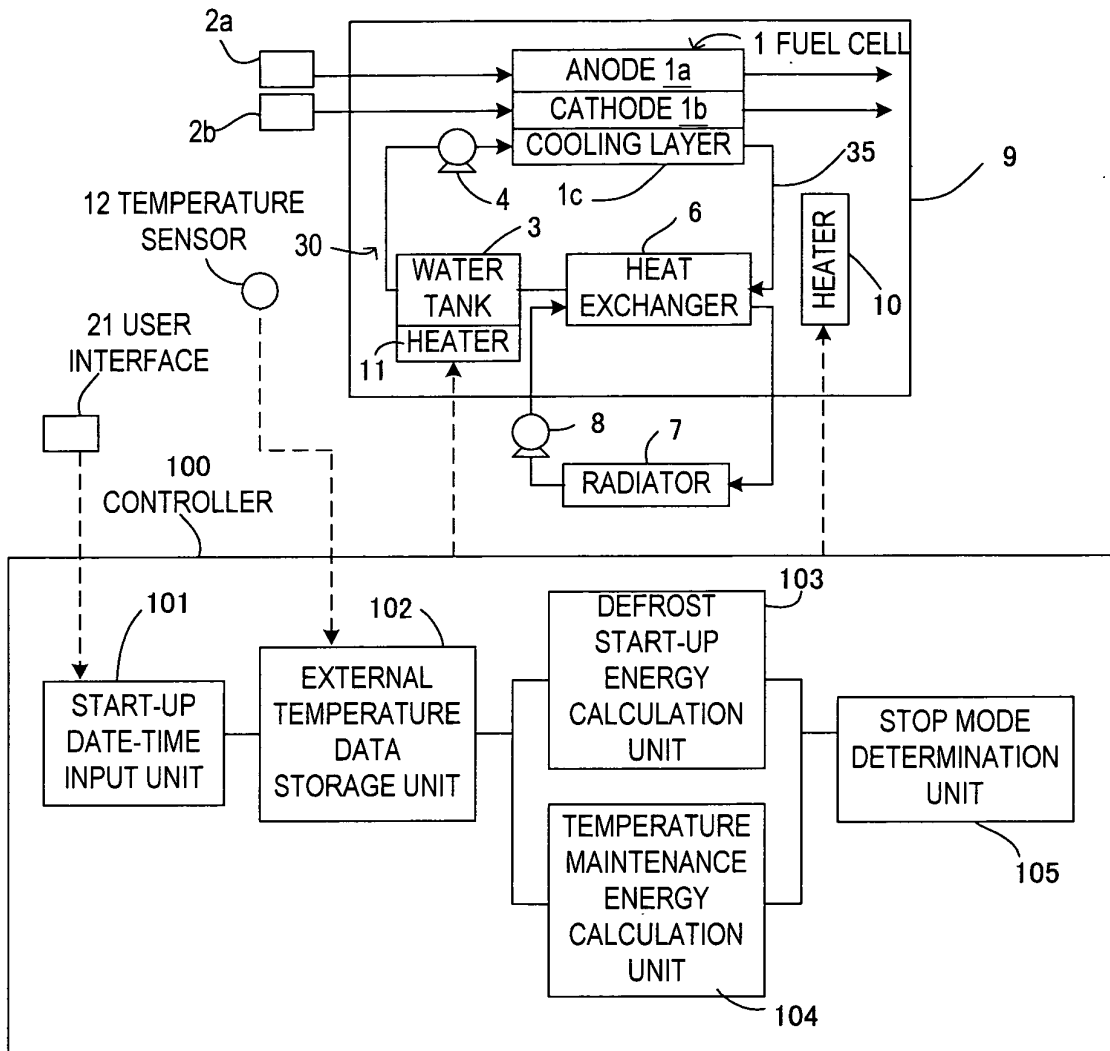 2a
1 FUEL CELL
ANODE 1a
CATHODE 1b
COOLING LAYER
2b
35
9
4
1c
12 TEMPERATURE
SENSOR
30
3
6
WATER
TANK
HEAT
EXCHANGER
HEATER
10
21 USER
INTERFACE
11
HEATER
8
7
RADIATOR
100
CONTROLLER
101
102
103
START-UP
DATE-TIME
INPUT UNIT
EXTERNAL
TEMPERATURE
DATA
STORAGE UNIT
DEFROST
START-UP
ENERGY
CALCULATION
UNIT
STOP MODE
DETERMINATION
UNIT
105
TEMPERATURE
MAINTENANCE
ENERGY
CALCULATION
UNIT
104